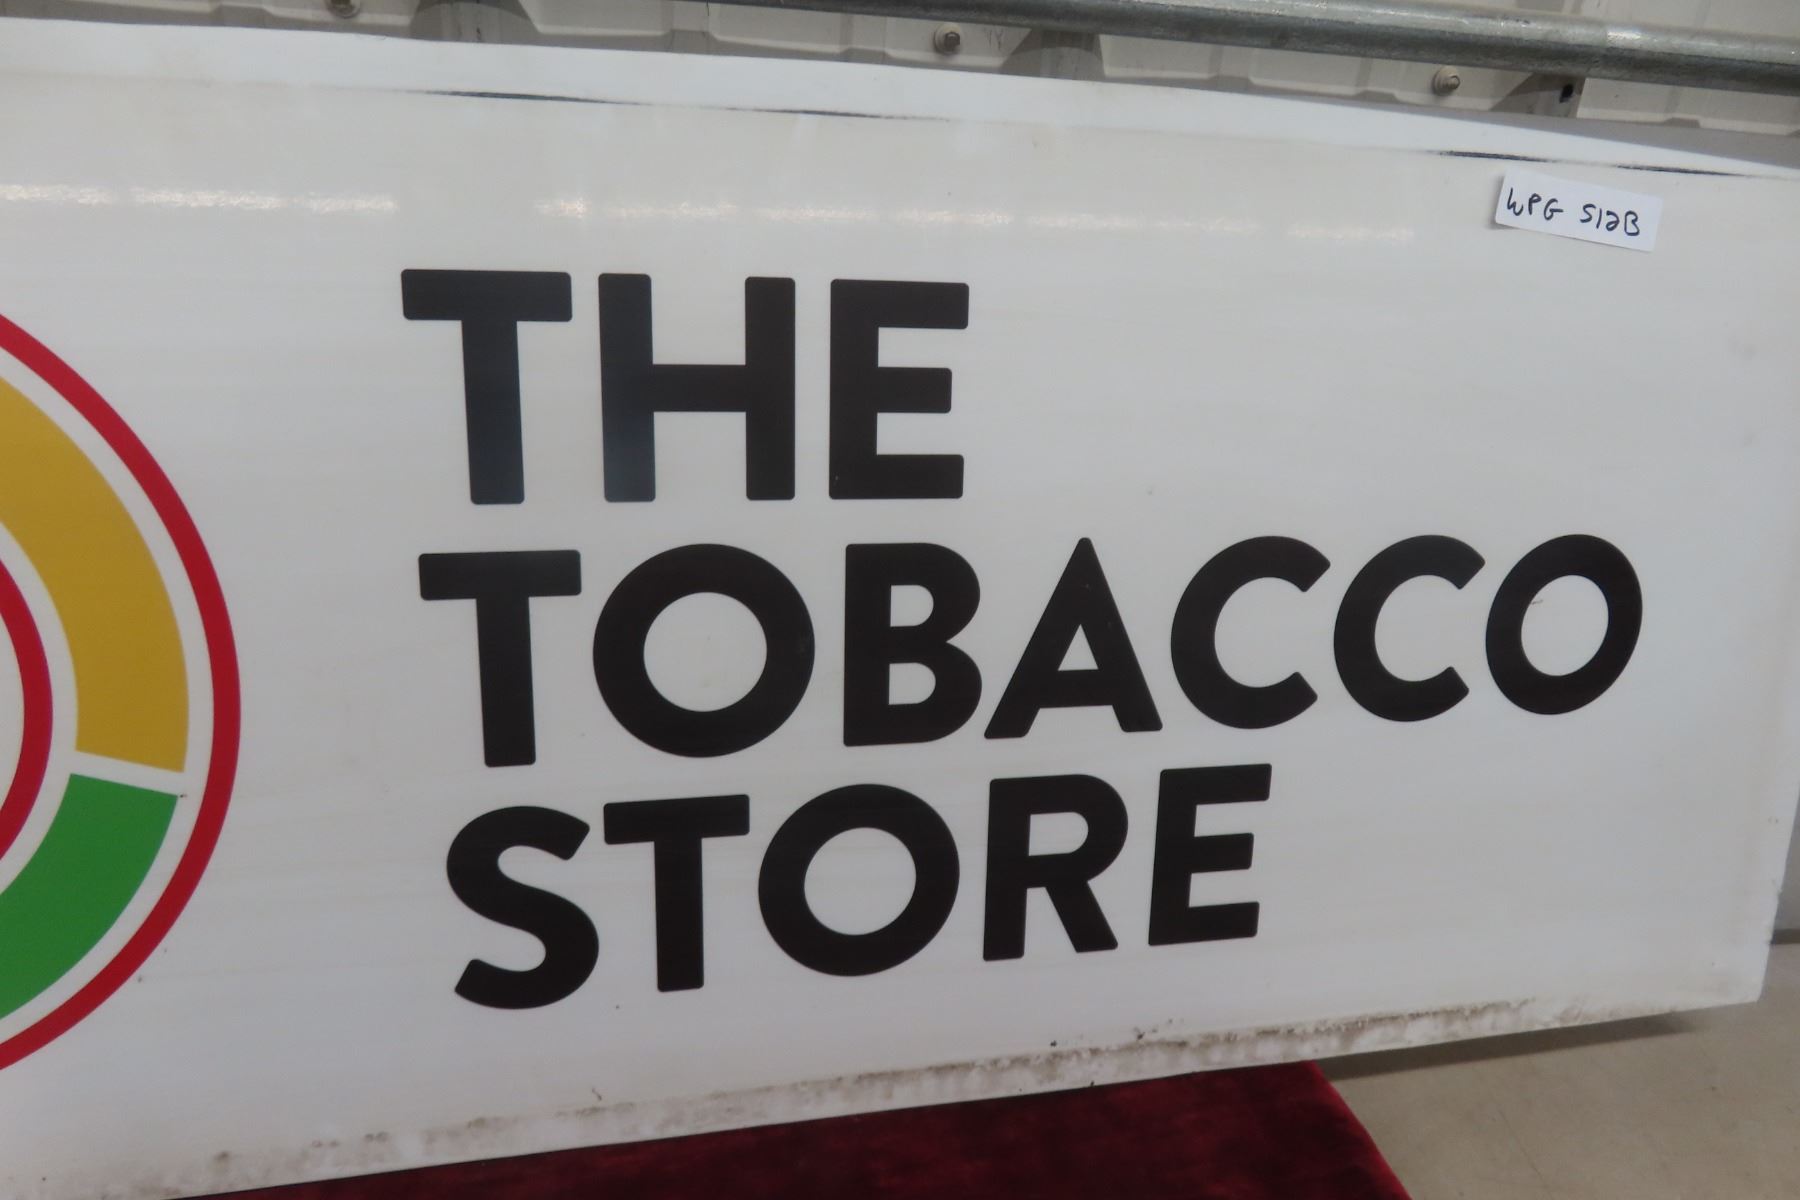 WPG S12B
THE
TOBACCO
STORE